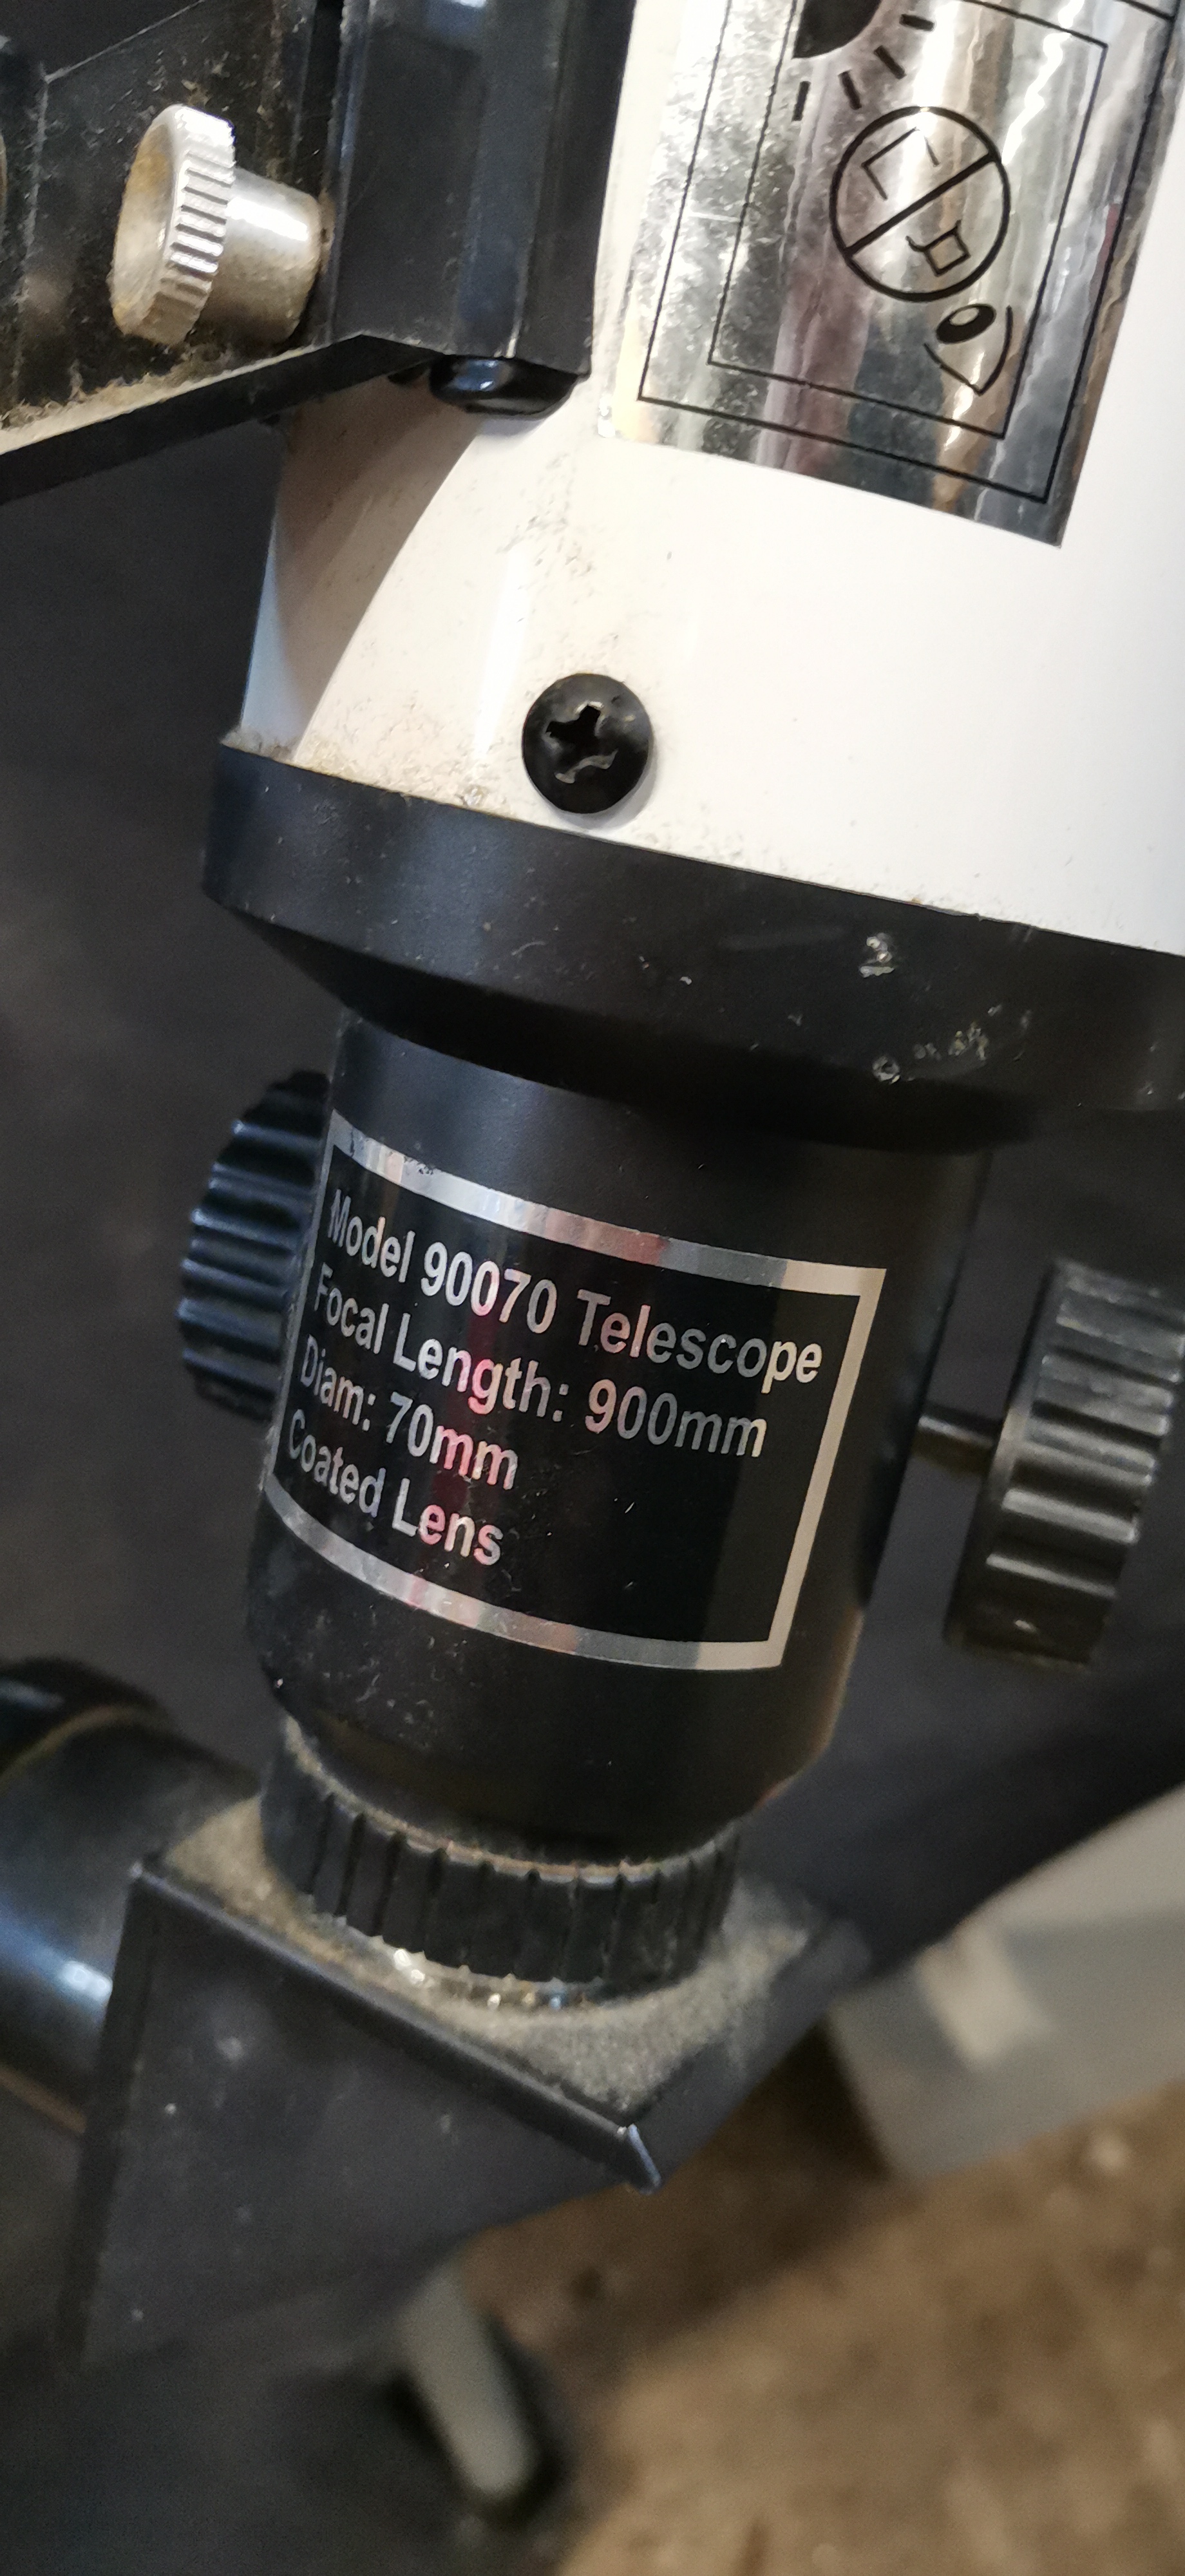 Model 90070 Telescope
Focal Length: 900mm
Diam: 70mm
Coated Lens